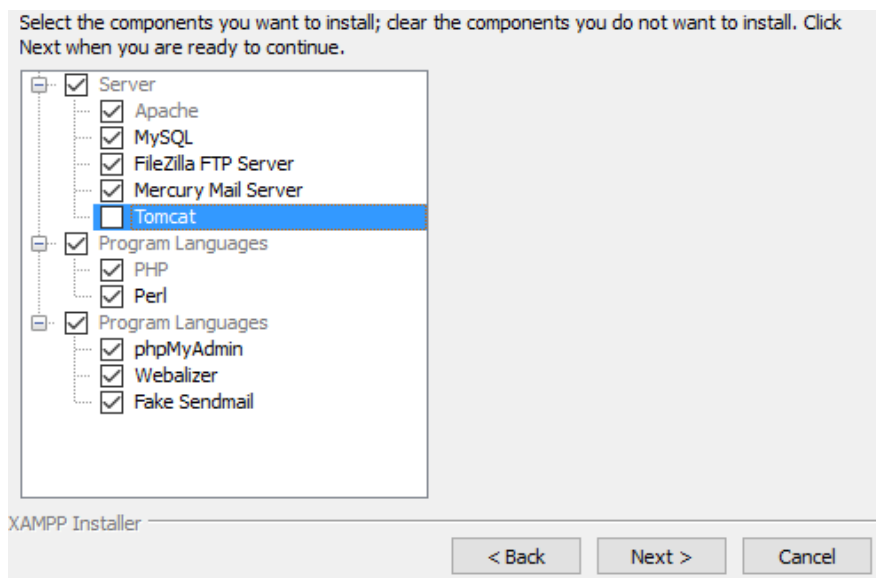 Select the components you want to install; clear the components you do not want to install. Click
Next when you are ready to continue.
Server
Apache
MySQL
FileZilla FTP Server
Mercury Mail Server
Tomcat
Program Languages
PHP
Perl
Program Languages
phpMyAdmin
Webalizer
Fake Sendmail
XAMPP Installer
< Back Next > Cancel